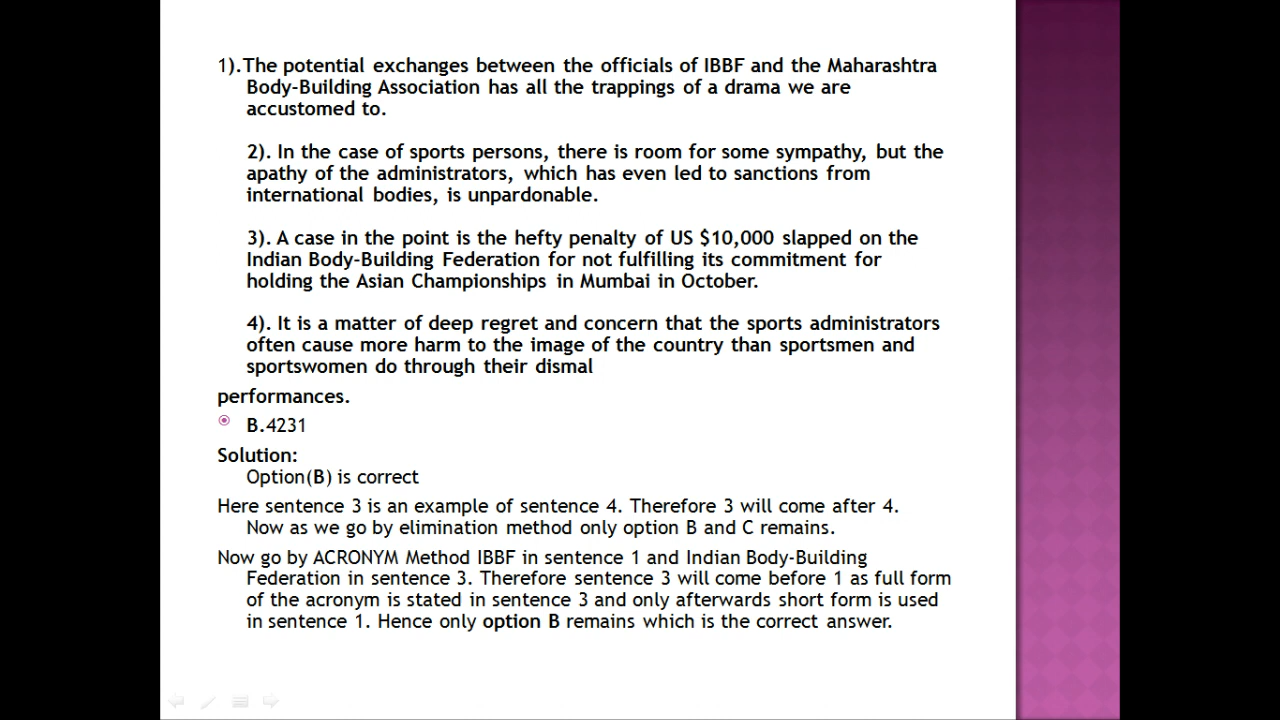 1).The potential exchanges between the officials of IBBF and the Maharashtra
Body-Building Association has all the trappings of a drama we are
accustomed to.
2). In the case of sports persons, there is room for some sympathy, but the
apathy of the administrators, which has even led to sanctions from
international bodies, is unpardonable.
3). A case in the point is the hefty penalty of US $10,000 slapped on the
Indian Body-Building Federation for not fulfilling its commitment for
holding the Asian Championships in Mumbai in October.
4). It is a matter of deep regret and concern that the sports administrators
often cause more harm to the image of the country than sportsmen and
sportswomen do through their dismal
performances.
B.4231
Solution:
Option(B) is correct
Here sentence 3 is an example of sentence 4. Therefore 3 will come after 4.
Now as we go by elimination method only option B and C remains.
Now go by ACRONYM Method IBBF in sentence 1 and Indian Body-Building
Federation in sentence 3. Therefore sentence 3 will come before 1 as full form
of the acronym is stated in sentence 3 and only afterwards short form is used
in sentence 1. Hence only option B remains which is the correct answer.